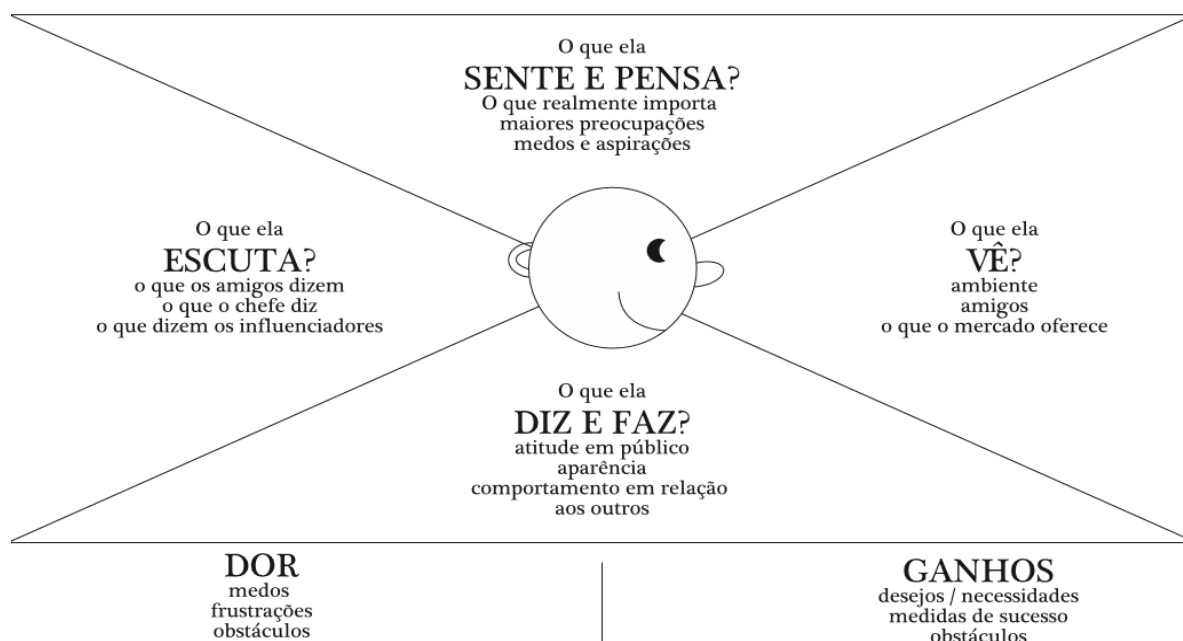 O que ela
SENTE E PENSA?
O que realmente importa
maiores preocupações
medos e aspirações
O que ela
ESCUTA?
o que os amigos dizem
o que o chefe diz
o que dizem os influenciadores
O que ela
VÊ?
ambiente
amigos
o que o mercado oferece
O que ela
DIZ E FAZ?
atitude em público
aparência
comportamento em relação
aos outros
DOR
medos
frustrações
obstáculos
GANHOS
desejos / necessidades
medidas de sucesso
obstáculos